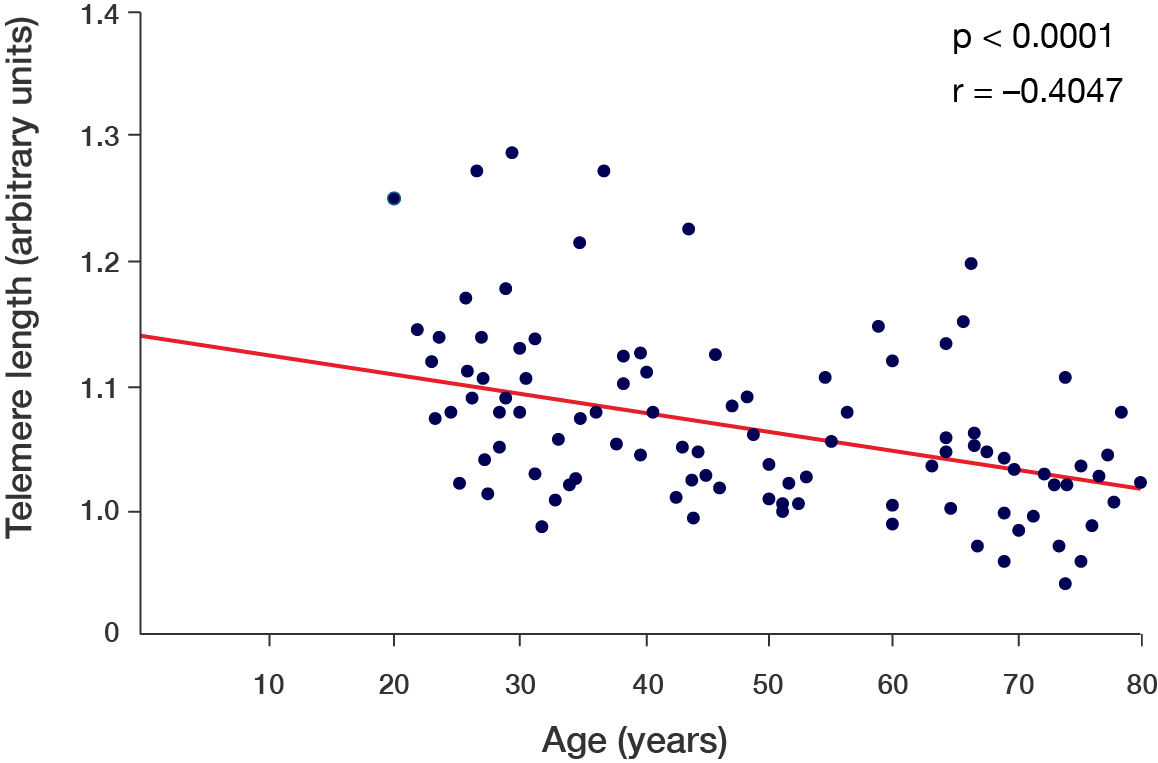 Telemere length (arbitrary units)
1.4
1.3
1.2
1.1
1.0
0
p < 0.0001
r = –0.4047
10 20 30 40 50 60 70 80
Age (years)